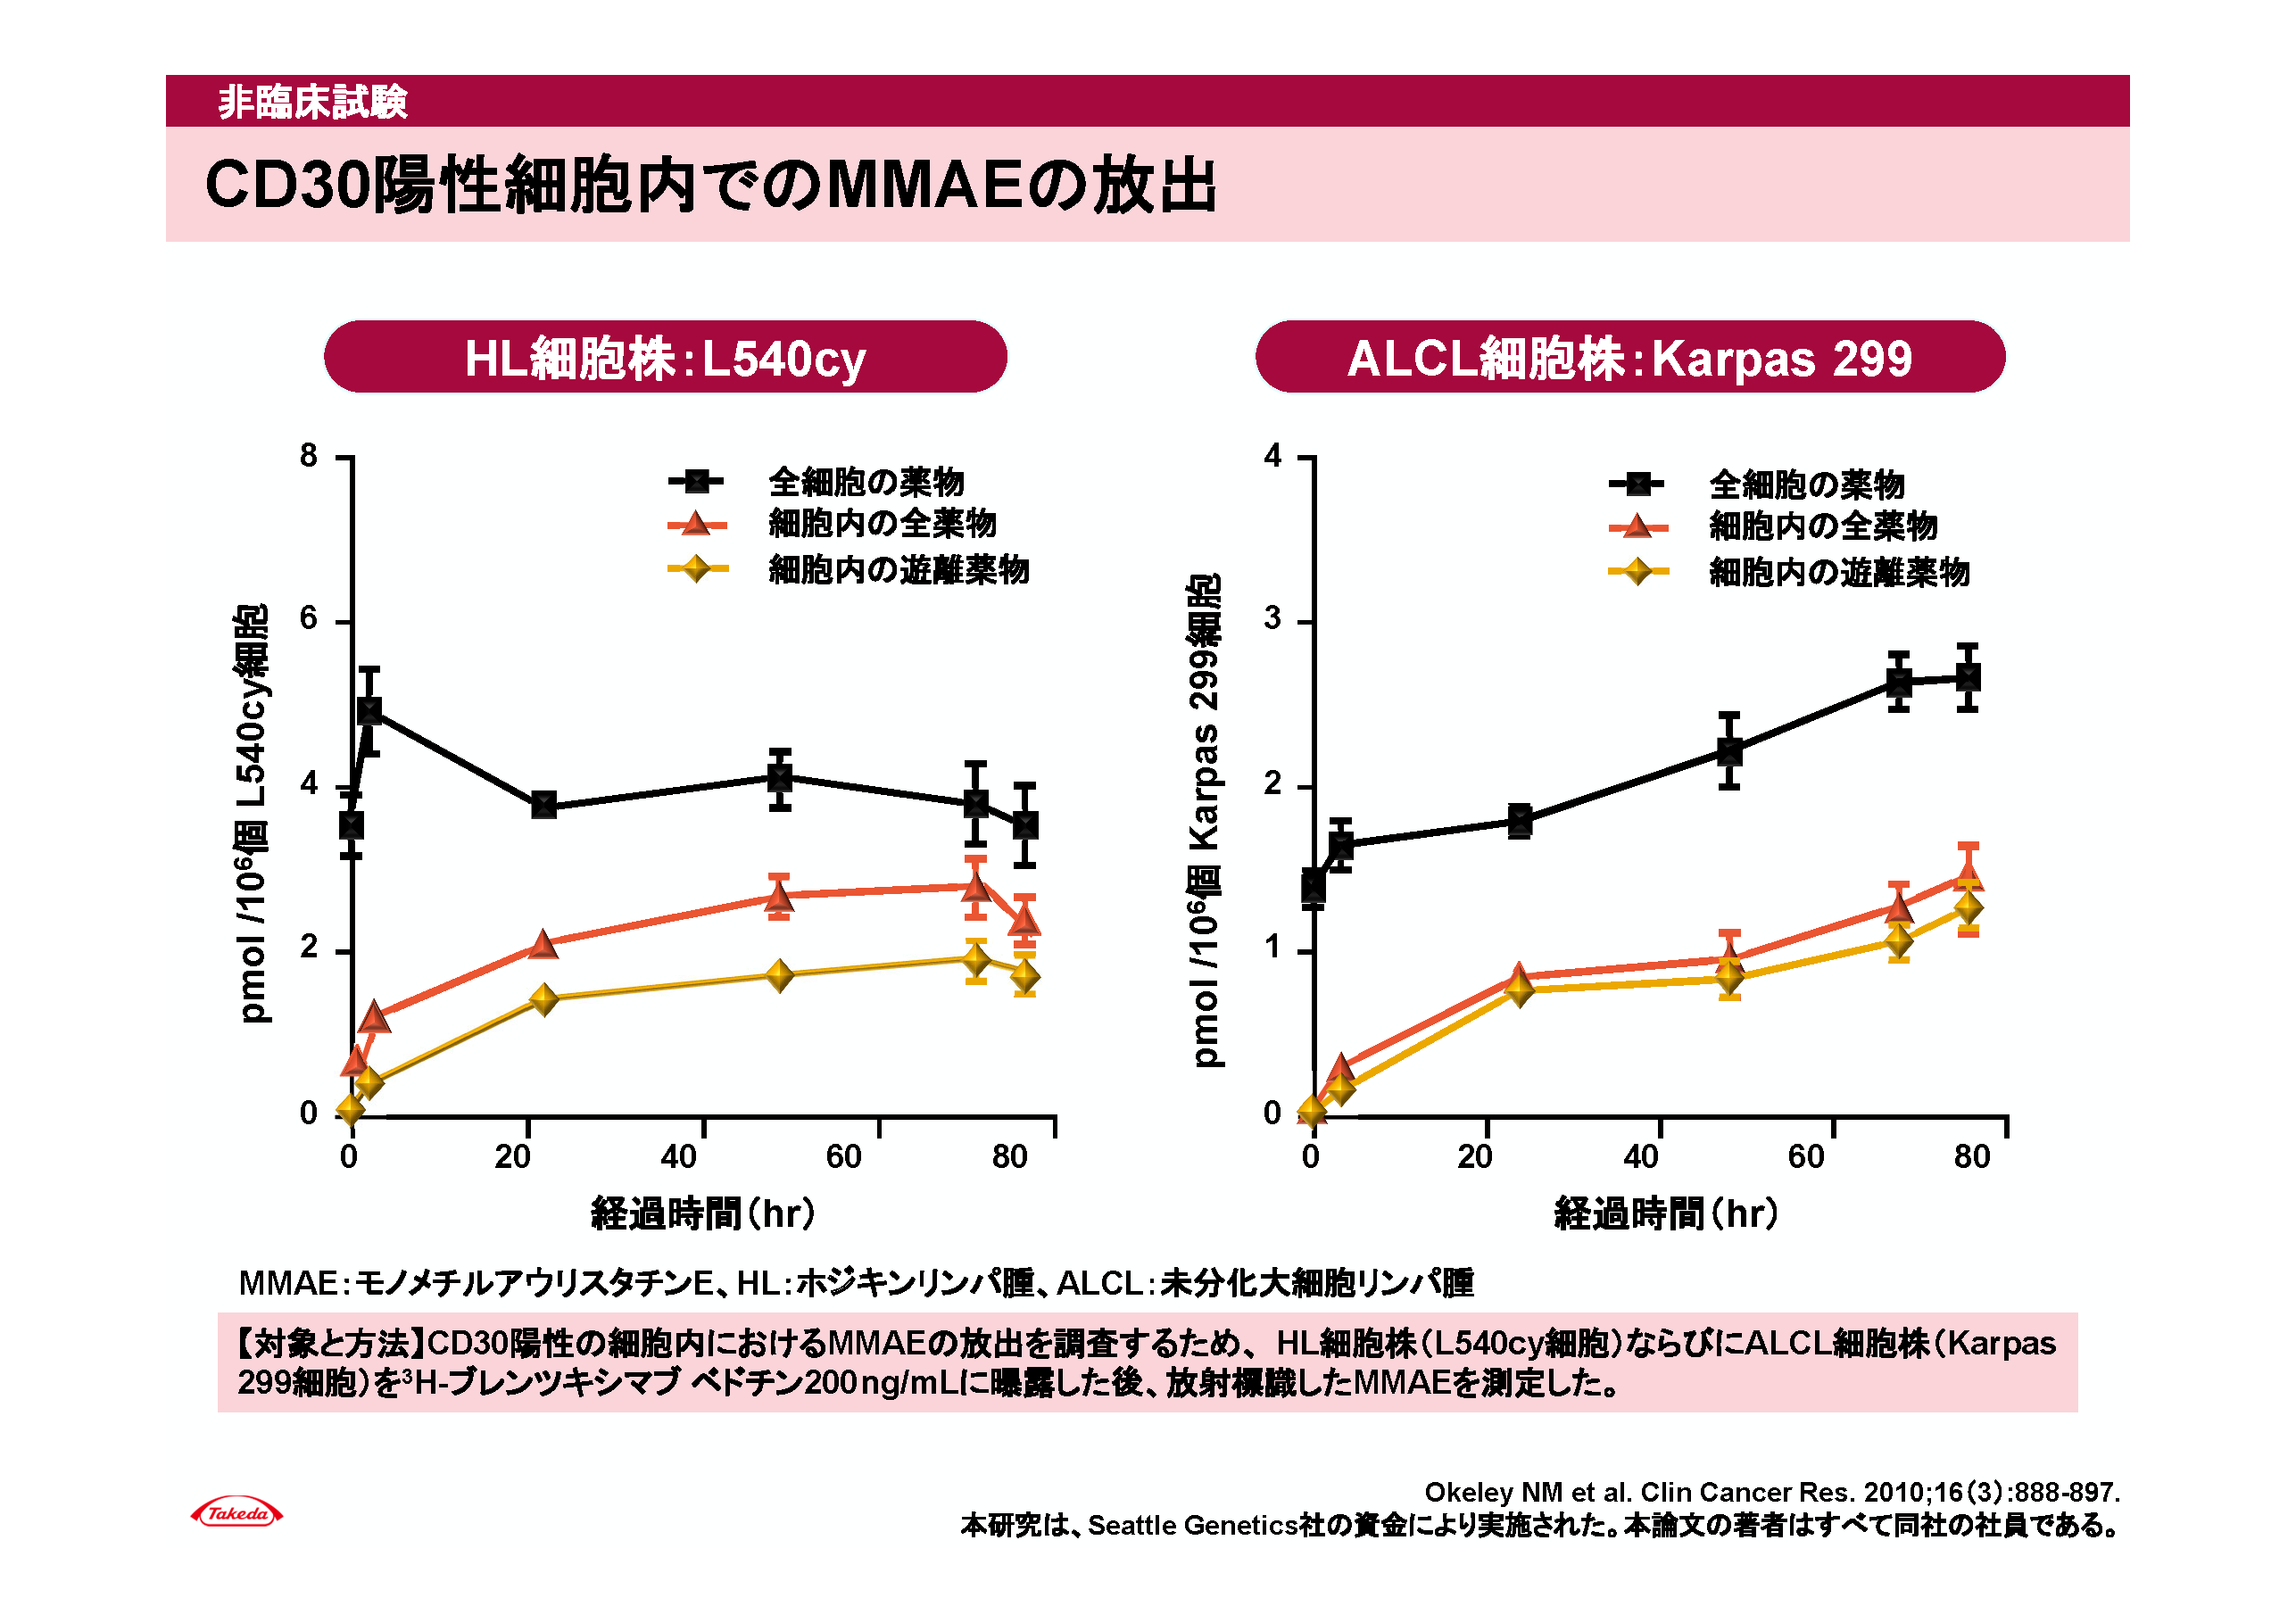 非臨床試験
CD30陽性細胞内でのMMAEの放出
HL細胞株：L540cy
8
6
4
2
0
pmol /10⁶個 L540cy細胞
全細胞の薬物
細胞内の全薬物
細胞内の遊離薬物
0 20 40 60 80
経過時間（hr）
ALCL細胞株：Karpas 299
4
3
2
1
0
pmol /10⁶個 Karpas 299細胞
全細胞の薬物
細胞内の全薬物
細胞内の遊離薬物
0 20 40 60 80
経過時間（hr）
MMAE：モノメチルアウリスタチンE、HL：ホジキンリンパ腫、ALCL：未分化大細胞リンパ腫
【対象と方法】CD30陽性の細胞内におけるMMAEの放出を調査するため、 HL細胞株（L540cy細胞）ならびにALCL細胞株（Karpas
299細胞）を³H-ブレンツキシマブ ベドチン200ng/mLに曝露した後、放射標識したMMAEを測定した。
Takeda
Okeley NM et al. Clin Cancer Res. 2010;16（3）:888-897.
本研究は、Seattle Genetics社の資金により実施された。本論文の著者はすべて同社の社員である。